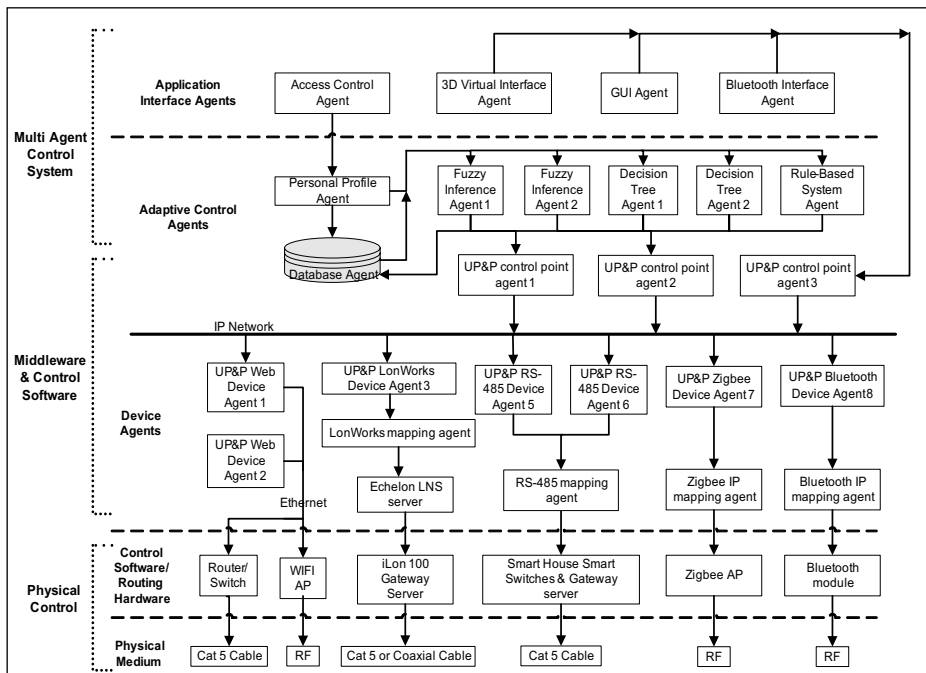 Application
Interface Agents
Access Control
Agent
3D Virtual Interface
Agent
GUI Agent
Bluetooth Interface
Agent
Multi Agent
Control
System
Adaptive Control
Agents
Personal Profile
Agent
Database Agent
Fuzzy
Inference
Agent 1
Fuzzy
Inference
Agent 2
Decision
Tree
Agent 1
Decision
Tree
Agent 2
Rule-Based
System
Agent
UP&P control point
agent 1
UP&P control point
agent 2
UP&P control point
agent 3
IP Network
Middleware
& Control
Software
Device
Agents
UP&P Web
Device
Agent 1
UP&P Web
Device
Agent 2
Ethernet
UP&P LonWorks
Device Agent 3
LonWorks mapping agent
Echelon LNS
server
UP&P RS-
485 Device
Agent 5
UP&P RS-
485 Device
Agent 6
RS-485 mapping
agent
UP&P Zigbee
Device Agent 7
Zigbee IP
mapping agent
UP&P Bluetooth
Device Agent 8
Bluetooth IP
mapping agent
Physical
Control
Control
Software/
Routing
Hardware
Router/
Switch
WIFI
AP
iLon 100
Gateway
Server
Smart House Smart
Switches & Gateway
server
Zigbee AP
Bluetooth
module
Physical
Medium
Cat 5 Cable
RF
Cat 5 or Coaxial Cable
Cat 5 Cable
RF
RF